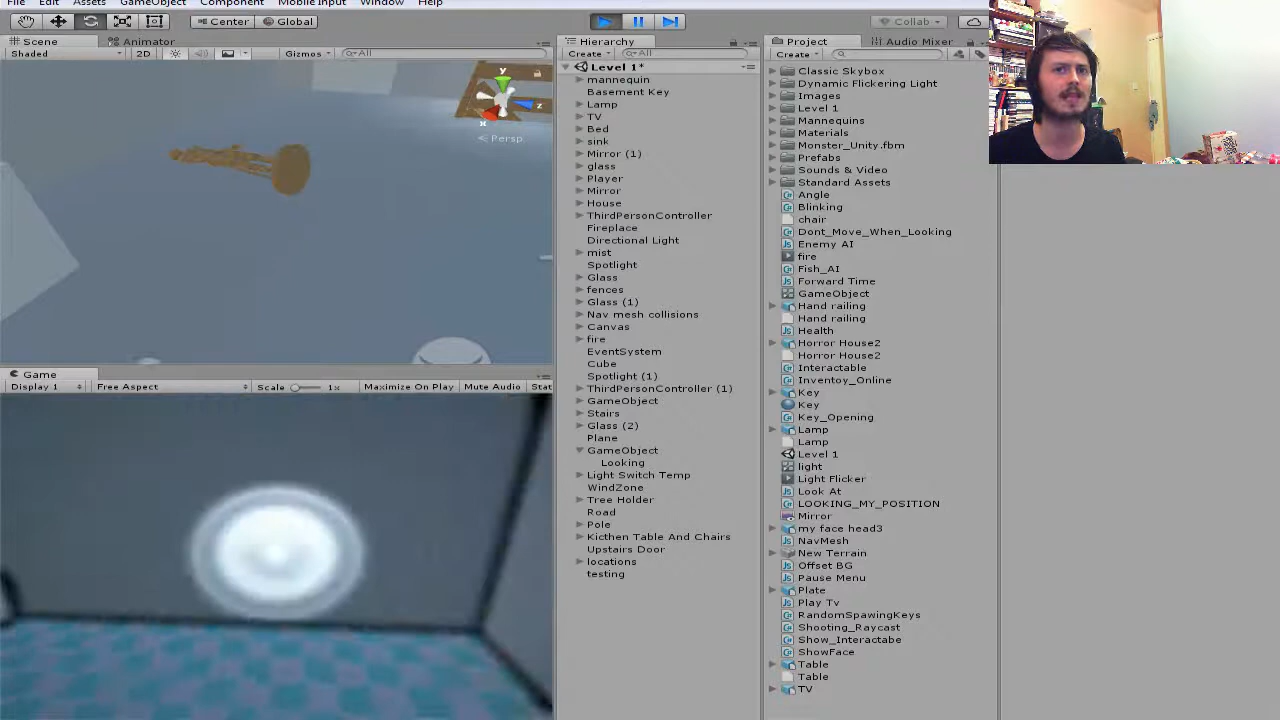 File Edit Assets GameObject Component Mobile Input Window Help
Center Global Collab
Scene Animator
Shaded 2D Gizmos All
y
z
x
Persp
Game
Display 1 Free Aspect Scale 1x Maximize On Play Mute Audio Stat
Hierarchy
Create All
Level 1*
mannequin
Basement Key
Lamp
TV
Bed
sink
Mirror (1)
glass
Player
Mirror
House
ThirdPersonController
Fireplace
Directional Light
mist
Spotlight
Glass
fences
Glass (1)
Nav mesh collisions
Canvas
fire
EventSystem
Cube
Spotlight (1)
ThirdPersonController (1)
GameObject
Stairs
Glass (2)
Plane
GameObject
Looking
Light Switch Temp
WindZone
Tree Holder
Road
Pole
Kicthen Table And Chairs
Upstairs Door
locations
testing
Project Audio Mixer
Create
Classic Skybox
Dynamic Flickering Light
Images
Level 1
Mannequins
Materials
Monster_Unity.fbm
Prefabs
Sounds & Video
Standard Assets
Angle
Blinking
chair
Dont_Move_When_Looking
Enemy AI
fire
Fish_AI
Forward Time
GameObject
Hand railing
Hand railing
Health
Horror House2
Horror House2
Interactable
Inventoy_Online
Key
Key
Key_Opening
Lamp
Lamp
Level 1
light
Light Flicker
Look At
LOOKING_MY_POSITION
Mirror
my face head3
NavMesh
New Terrain
Offset BG
Pause Menu
Plate
Play Tv
RandomSpawingKeys
Shooting_Raycast
Show_Interactabe
ShowFace
Table
Table
TV